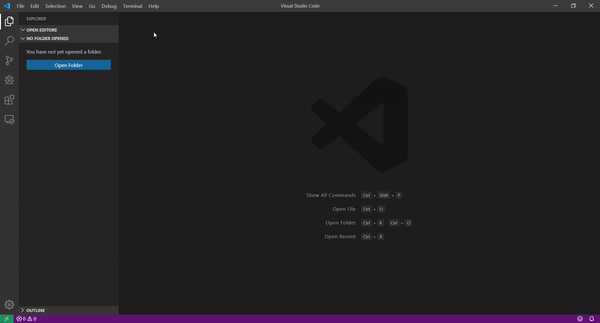 File Edit Selection View Go Debug Terminal Help
Visual Studio Code
EXPLORER
OPEN EDITORS
NO FOLDER OPENED
You have not yet opened a folder.
Open Folder
Show All Commands Ctrl + Shift + P
Open File Ctrl + O
Open Folder Ctrl + K Ctrl + O
Open Recent Ctrl + R
OUTLINE
0 0